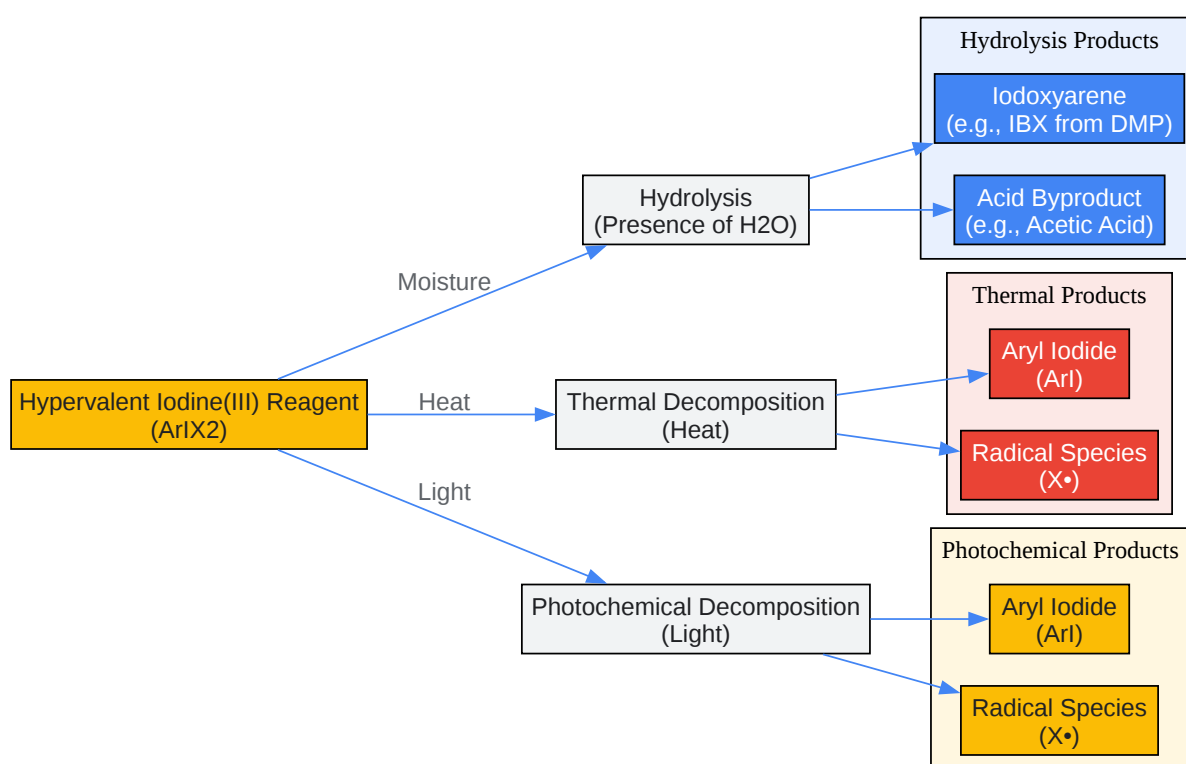 Hydrolysis Products
Iodoxyarene
(e.g., IBX from DMP)
Hydrolysis
(Presence of H2O)
Acid Byproduct
(e.g., Acetic Acid)
Moisture
Thermal Products
Aryl Iodide
(ArI)
Hypervalent Iodine(III) Reagent
(ArIX2)
Heat
Thermal Decomposition
(Heat)
Radical Species
(X•)
Light
Photochemical Products
Photochemical Decomposition
(Light)
Aryl Iodide
(ArI)
Radical Species
(X•)